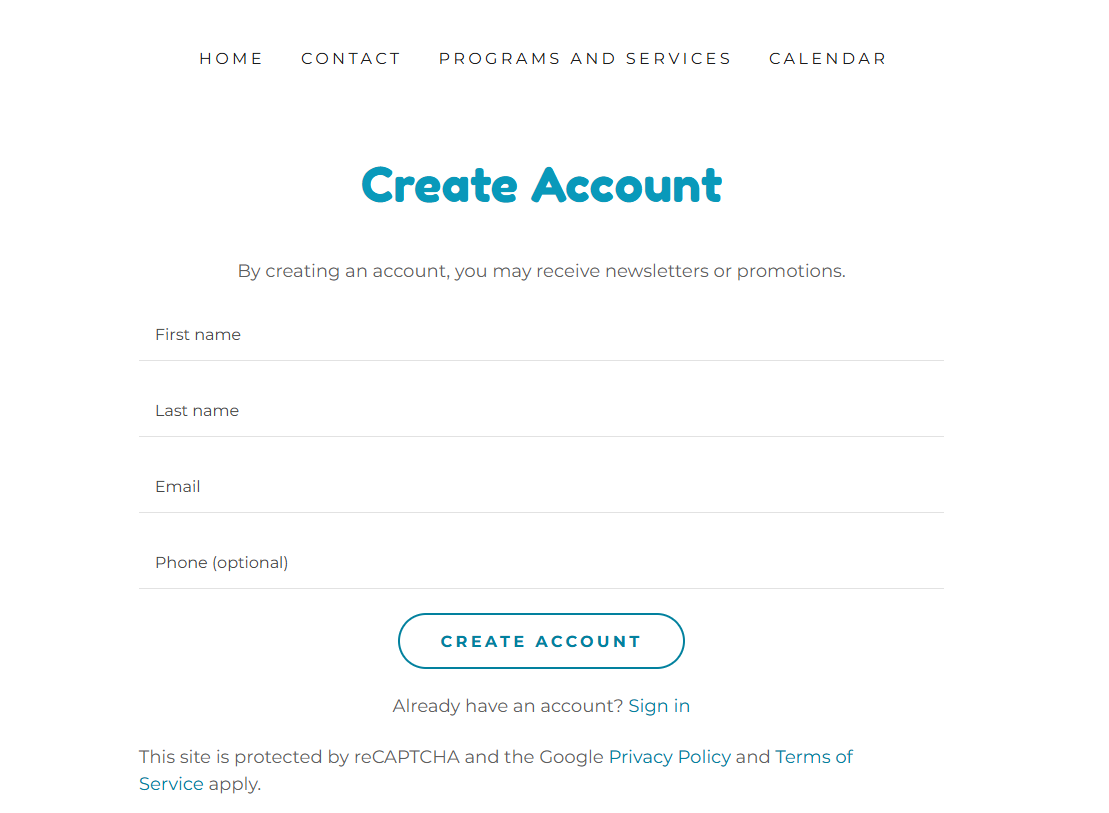 HOME CONTACT PROGRAMS AND SERVICES CALENDAR
Create Account
By creating an account, you may receive newsletters or promotions.
First name
Last name
Email
Phone (optional)
CREATE ACCOUNT
Already have an account? Sign in
This site is protected by reCAPTCHA and the Google Privacy Policy and Terms of
Service apply.